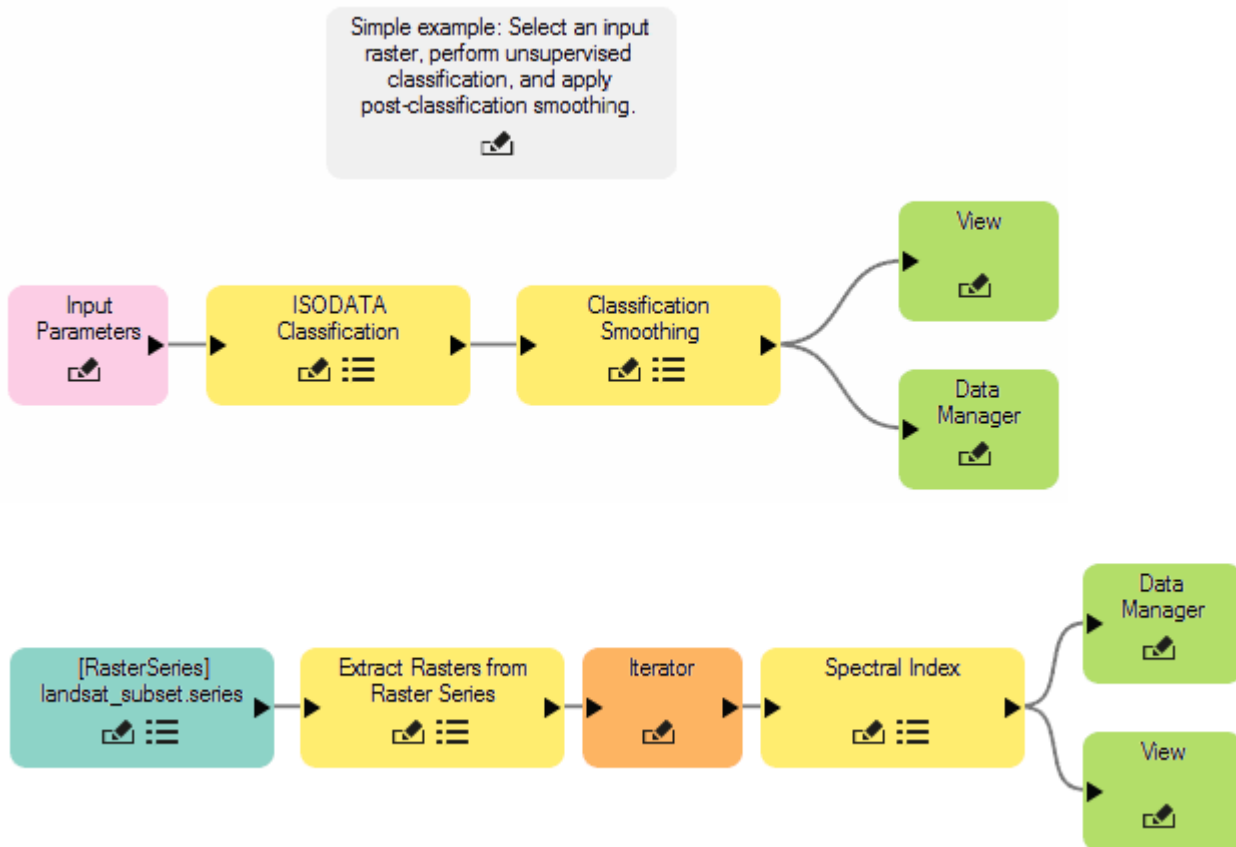 Simple example: Select an input
raster, perform unsupervised
classification, and apply
post-classification smoothing.
View
Input
Parameters
ISODATA
Classification
Classification
Smoothing
Data
Manager
Data
Manager
[RasterSeries]
landsat_subset.series
Extract Rasters from
Raster Series
Iterator
Spectral Index
View